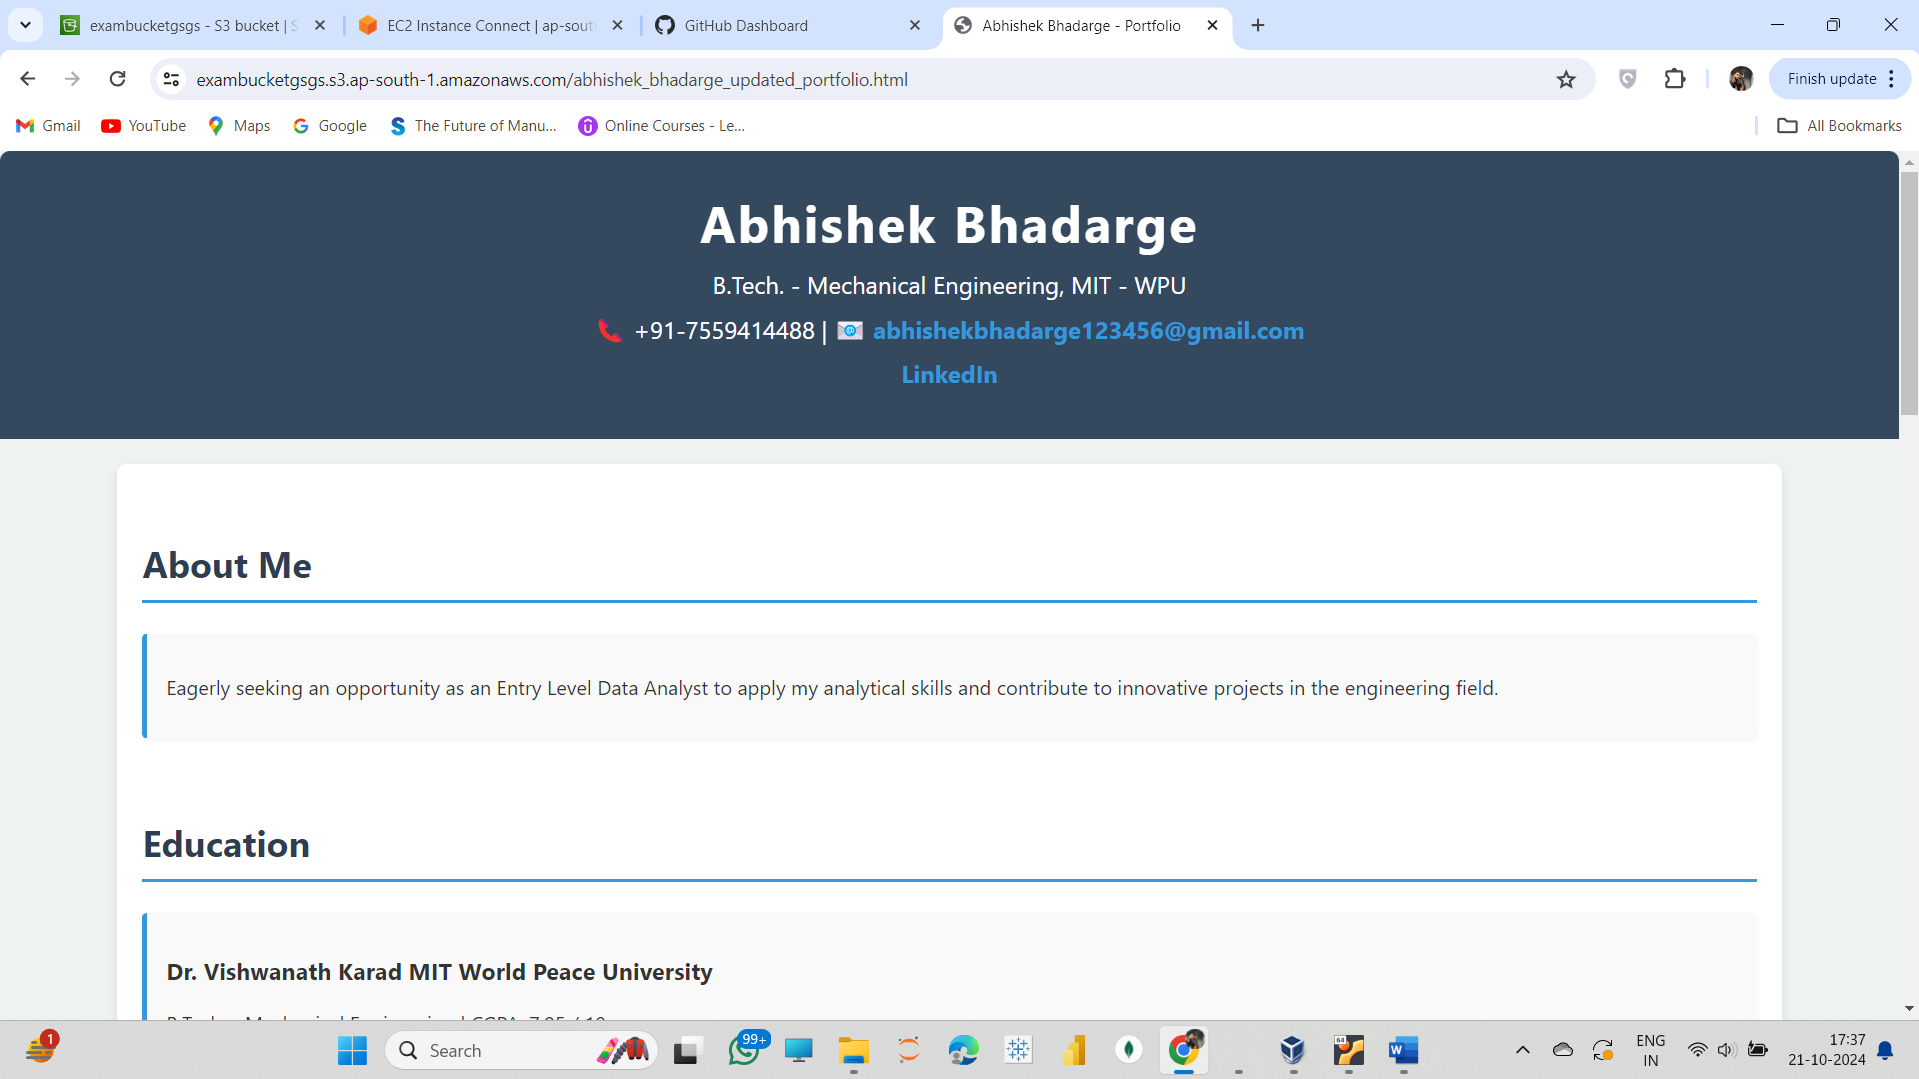 exambucketgsgs - S3 bucket | S
EC2 Instance Connect | ap-sout
GitHub Dashboard
Abhishek Bhadarge - Portfolio
exambucketgsgs.s3.ap-south-1.amazonaws.com/abhishek_bhadarge_updated_portfolio.html
Finish update
Gmail
YouTube
Maps
Google
The Future of Manu...
Online Courses - Le...
All Bookmarks
Abhishek Bhadarge
B.Tech. - Mechanical Engineering, MIT - WPU
+91-7559414488 | abhishekbhadarge123456@gmail.com
LinkedIn
About Me
Eagerly seeking an opportunity as an Entry Level Data Analyst to apply my analytical skills and contribute to innovative projects in the engineering field.
Education
Dr. Vishwanath Karad MIT World Peace University
1
Search
99+
64
ENG
IN
17:37
21-10-2024